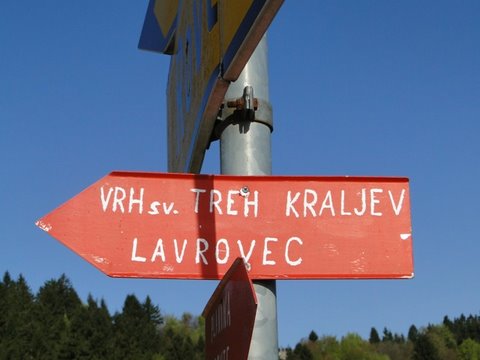 VRH sv. TREH KRALJEV
LAVROVEC